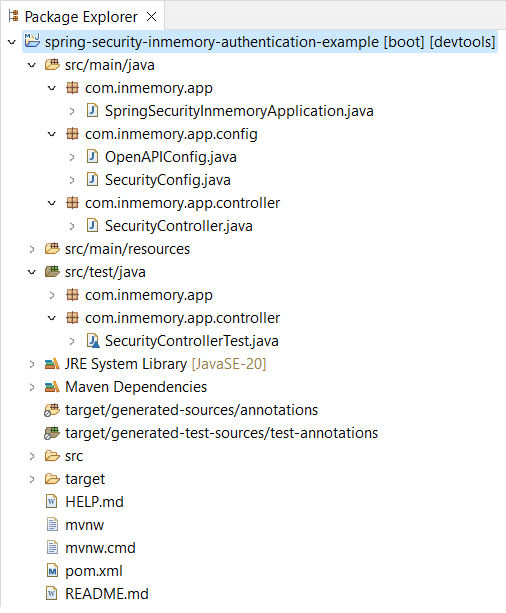 Package Explorer
spring-security-inmemory-authentication-example [boot] [devtools]
src/main/java
com.inmemory.app
SpringSecurityInmemoryApplication.java
com.inmemory.app.config
OpenAPIConfig.java
SecurityConfig.java
com.inmemory.app.controller
SecurityController.java
src/main/resources
src/test/java
com.inmemory.app
com.inmemory.app.controller
SecurityControllerTest.java
JRE System Library [JavaSE-20]
Maven Dependencies
target/generated-sources/annotations
target/generated-test-sources/test-annotations
src
target
HELP.md
mvnw
mvnw.cmd
pom.xml
README.md